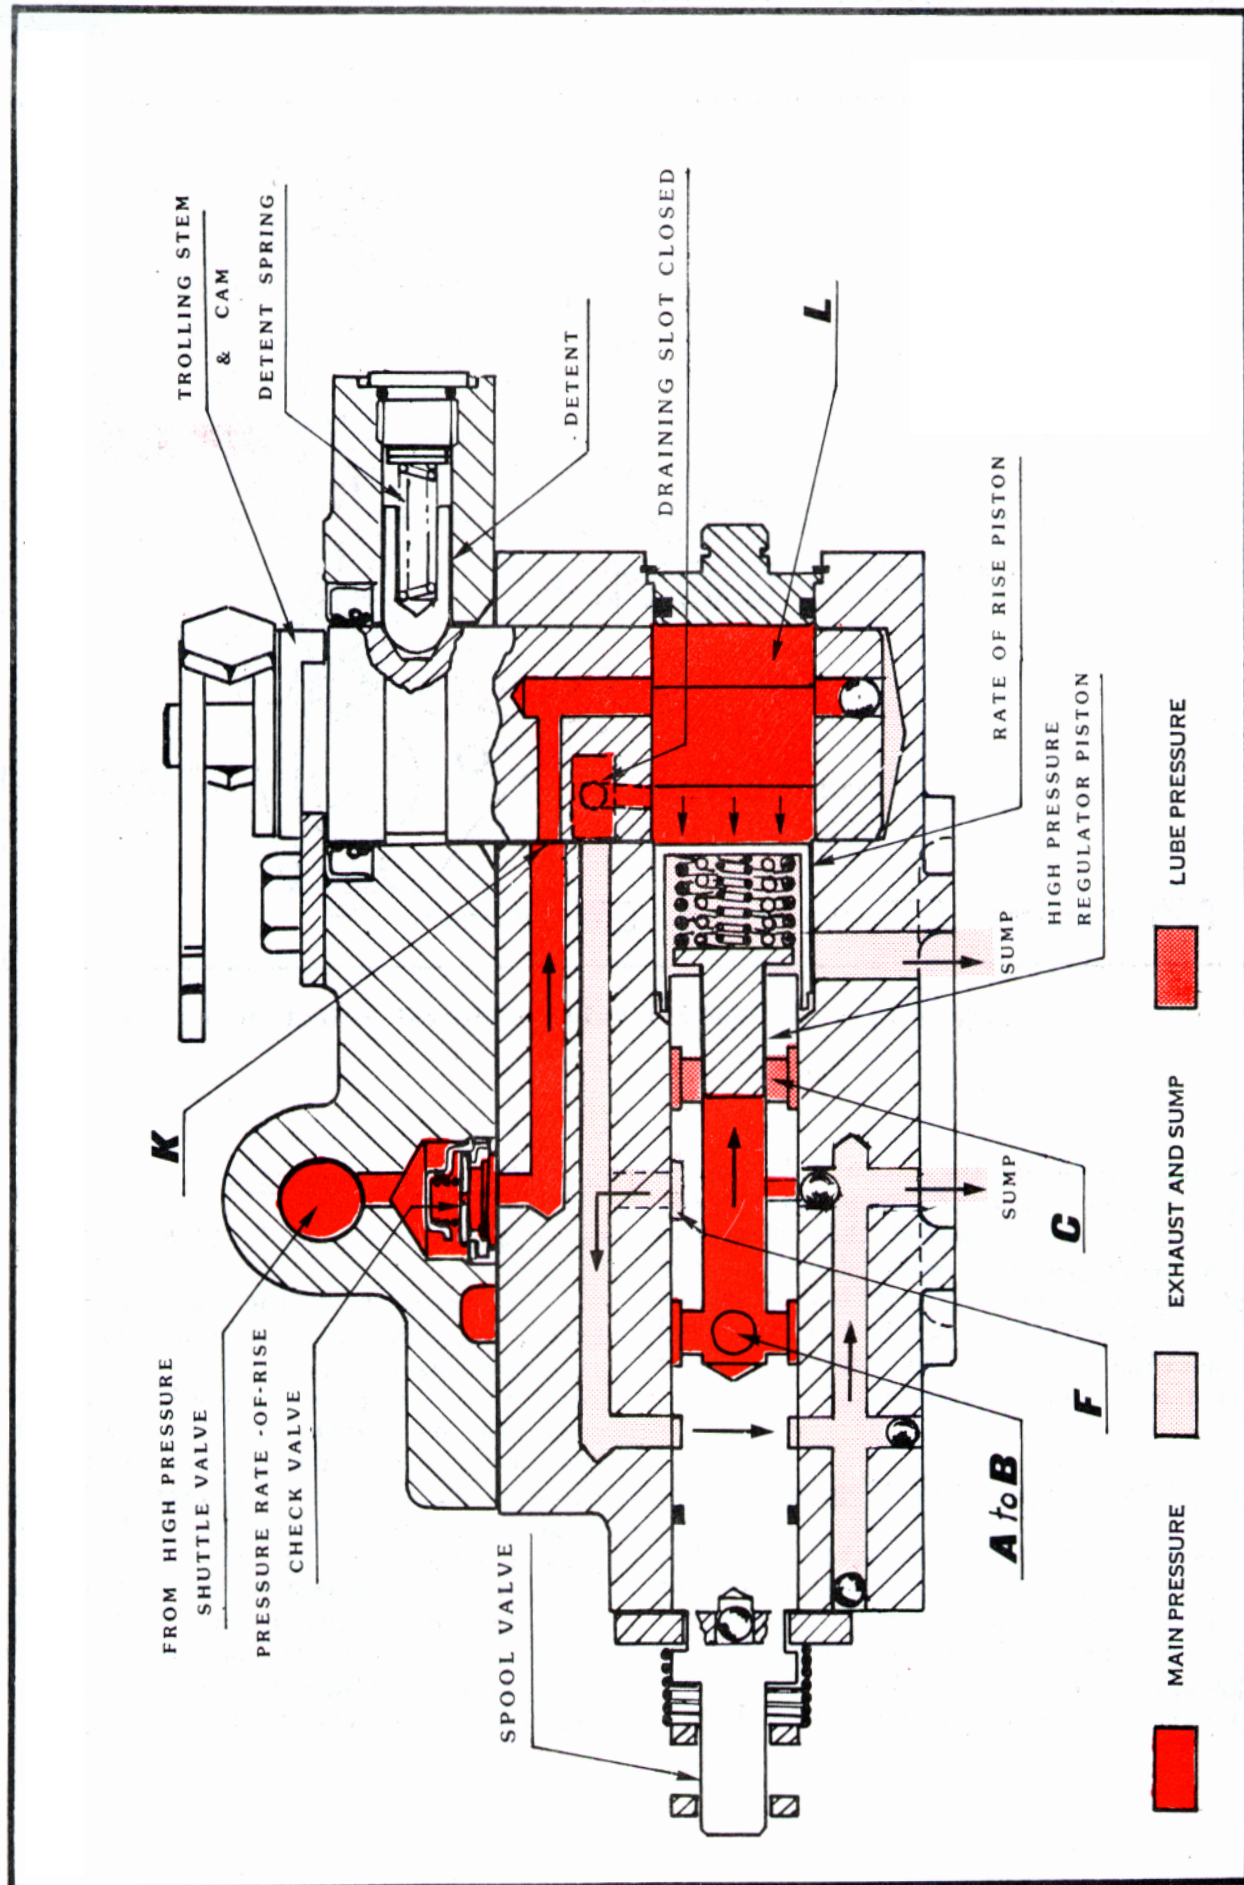 FROM HIGH PRESSURE
SHUTTLE VALVE
PRESSURE RATE -OF-RISE
CHECK VALVE
K
TROLLING STEM
& CAM
DETENT SPRING
DETENT
DRAINING SLOT CLOSED
L
SPOOL VALVE
A to B
F
C
SUMP
SUMP
RATE OF RISE PISTON
HIGH PRESSURE
REGULATOR PISTON
MAIN PRESSURE
EXHAUST AND SUMP
LUBE PRESSURE